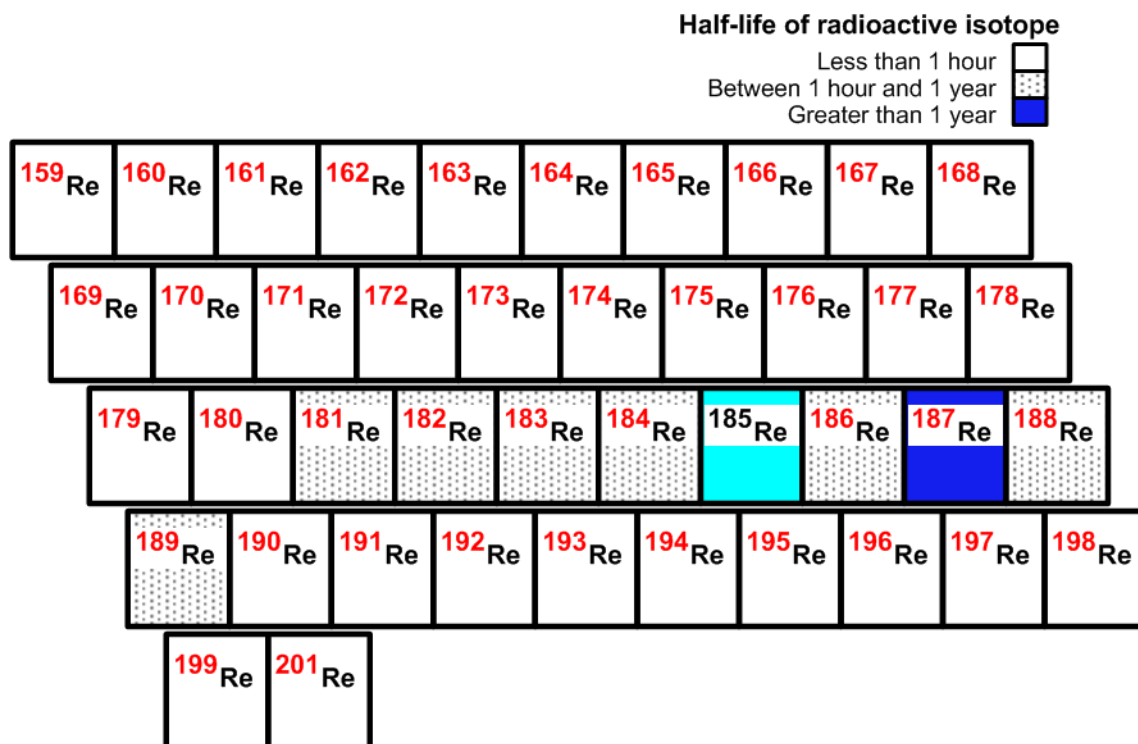 Half-life of radioactive isotope
Less than 1 hour
Between 1 hour and 1 year
Greater than 1 year
159Re 160Re 161Re 162Re 163Re 164Re 165Re 166Re 167Re 168Re
169Re 170Re 171Re 172Re 173Re 174Re 175Re 176Re 177Re 178Re
179Re 180Re 181Re 182Re 183Re 184Re 185Re 186Re 187Re 188Re
189Re 190Re 191Re 192Re 193Re 194Re 195Re 196Re 197Re 198Re
199Re 201Re